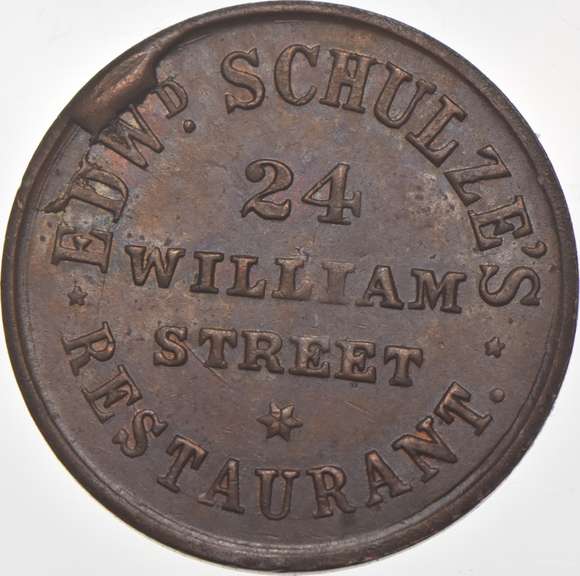 EDWD. SCHULZE'S
24
WILLIAM
STREET
RESTAURANT.